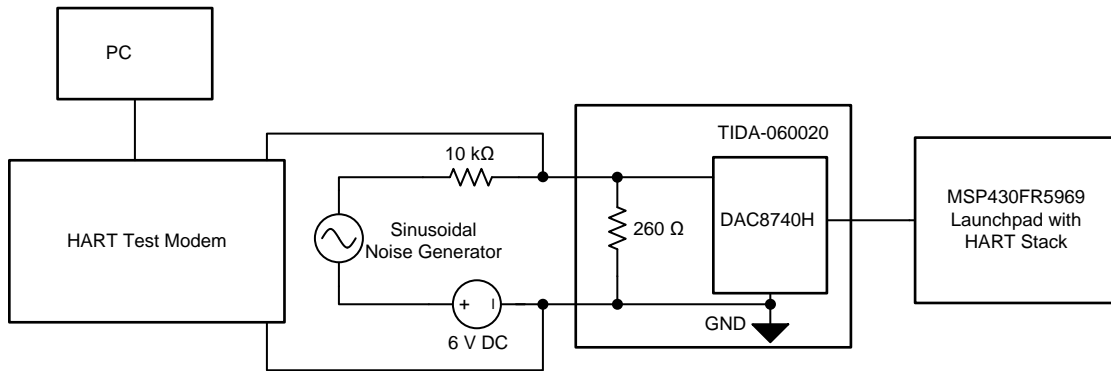 PC
HART Test Modem
10 kΩ
Sinusoidal
Noise Generator
+
6 V DC
TIDA-060020
260 Ω
DAC8740H
GND
MSP430FR5969
Launchpad with
HART Stack